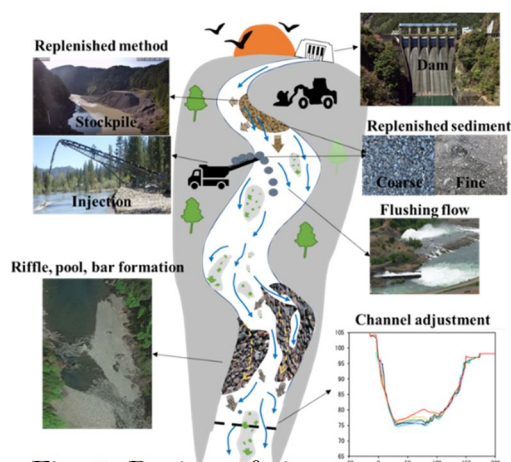 Replenished method
Stockpile
Injection
Dam
Replenished sediment
Coarse Fine
Flushing flow
Riffle, pool, bar formation
Channel adjustment
105
100
95
90
85
80
75
70
65